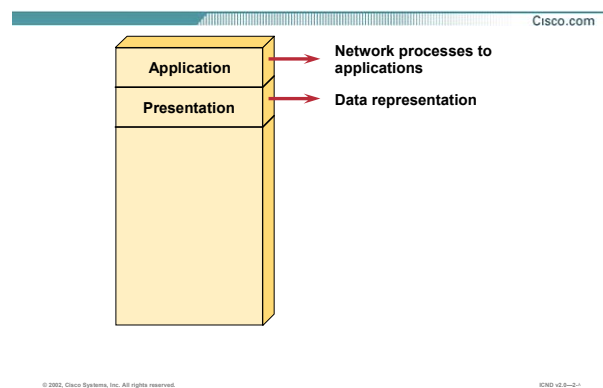 Cisco.com
Application
Network processes to
applications
Presentation
Data representation
© 2002, Cisco Systems, Inc. All rights reserved.
ICND v2.0—2-